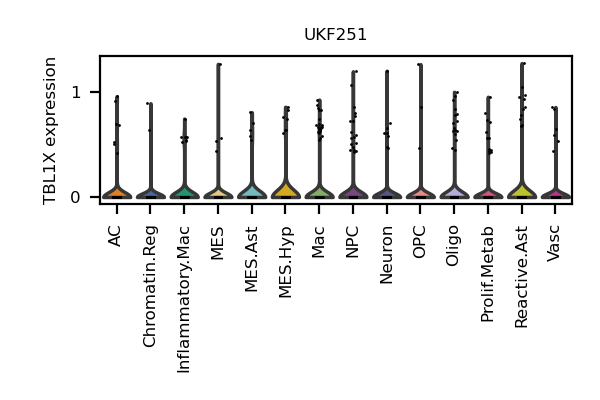 UKF251
TBL1X expression
1
0
AC
Chromatin.Reg
Inflammatory.Mac
MES
MES.Ast
MES.Hyp
Mac
NPC
Neuron
OPC
Oligo
Prolif.Metab
Reactive.Ast
Vasc